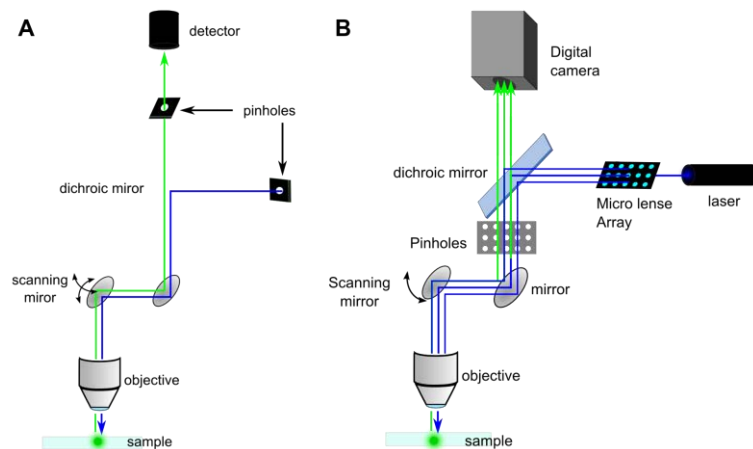 A
detector
pinholes
dichroic miror
scanning
miror
objective
sample
B
Digital
camera
dichroic mirror
laser
Micro lense
Array
Pinholes
Scanning
mirror
mirror
objective
sample